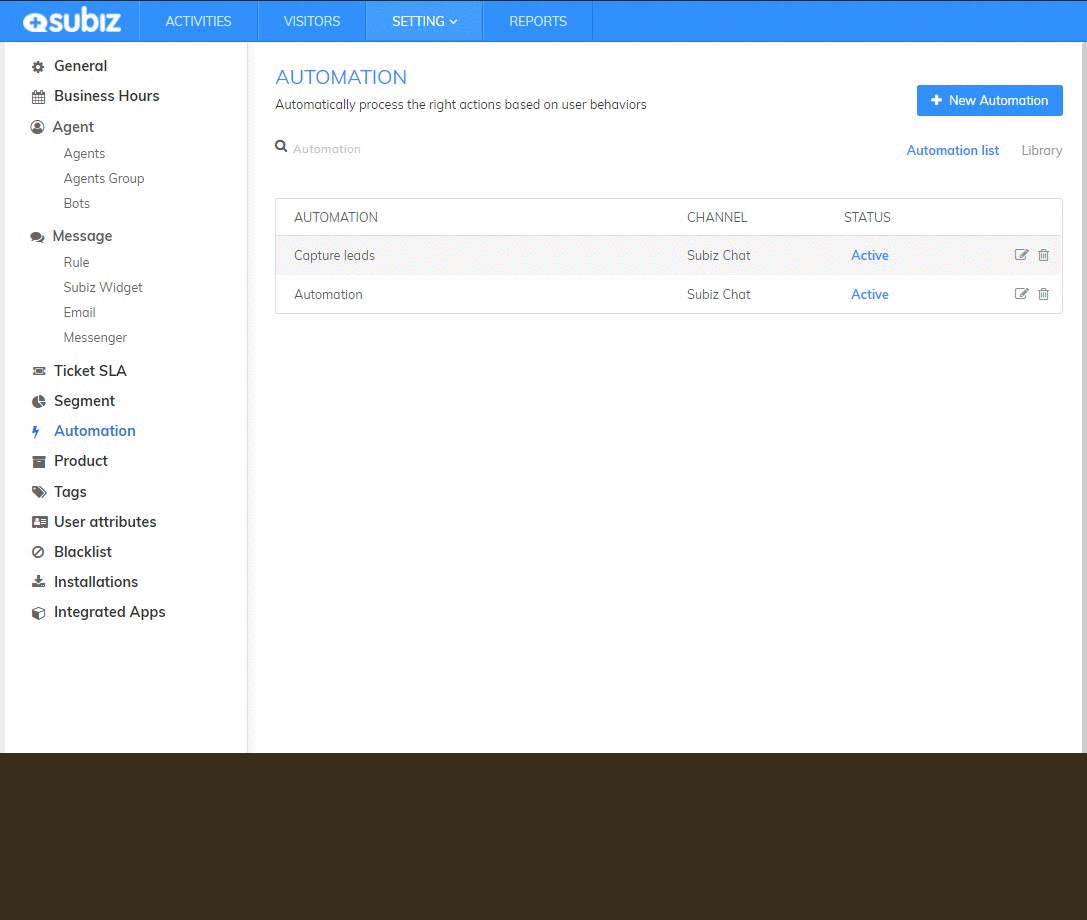 subiz ACTIVITIES VISITORS SETTING REPORTS
General
Business Hours
Agent
Agents
Agents Group
Bots
Message
Rule
Subiz Widget
Email
Messenger
Ticket SLA
Segment
Automation
Product
Tags
User attributes
Blacklist
Installations
Integrated Apps
AUTOMATION
Automatically process the right actions based on user behaviors
New Automation
Automation
Automation list Library
AUTOMATION CHANNEL STATUS
Capture leads Subiz Chat Active
Automation Subiz Chat Active